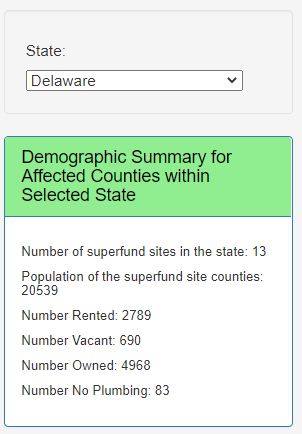 State:
Delaware
Demographic Summary for
Affected Counties within
Selected State
Number of superfund sites in the state: 13
Population of the superfund site counties:
20539
Number Rented: 2789
Number Vacant: 690
Number Owned: 4968
Number No Plumbing: 83